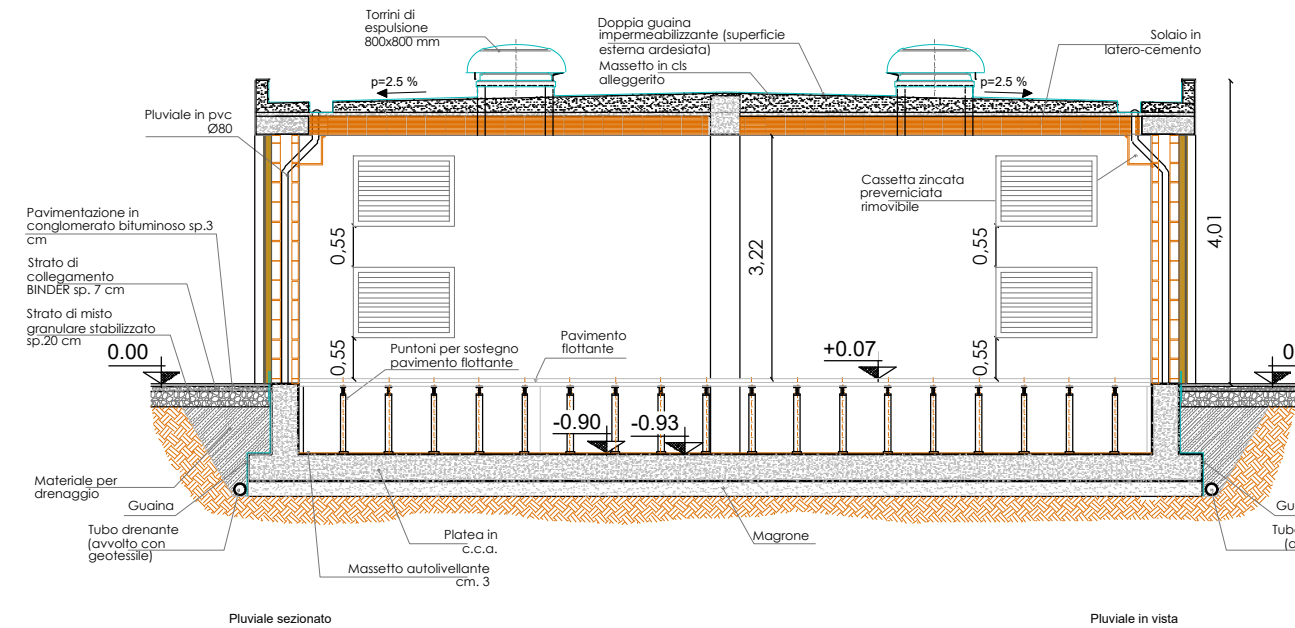 Torrini di
espulsione
800x800 mm
Doppia guaina
impermeabilizzante (superficie
esterna ardesiata)
Massetto in cls
alleggerito
Solaio in
latero-cemento
p=2.5 %
p=2.5 %
Pluviale in pvc
Ø80
Cassetta zincata
preverniciata
rimovibile
Pavimentazione in
conglomerato bituminoso sp.3
cm
Strato di
collegamento
BINDER sp. 7 cm
Strato di misto
granulare stabilizzato
sp.20 cm
0,55
0,55
3,22
0,55
0,55
4,01
0.00
Puntoni per sostegno
pavimento flottante
Pavimento
flottante
+0.07
0
-0.90
-0.93
Materiale per
drenaggio
Guaina
Tubo drenante
(avvolto con
geotessile)
Platea in
c.c.a.
Massetto autolivellante
cm. 3
Magrone
Gu
Tub
(a
Pluviale sezionato
Pluviale in vista